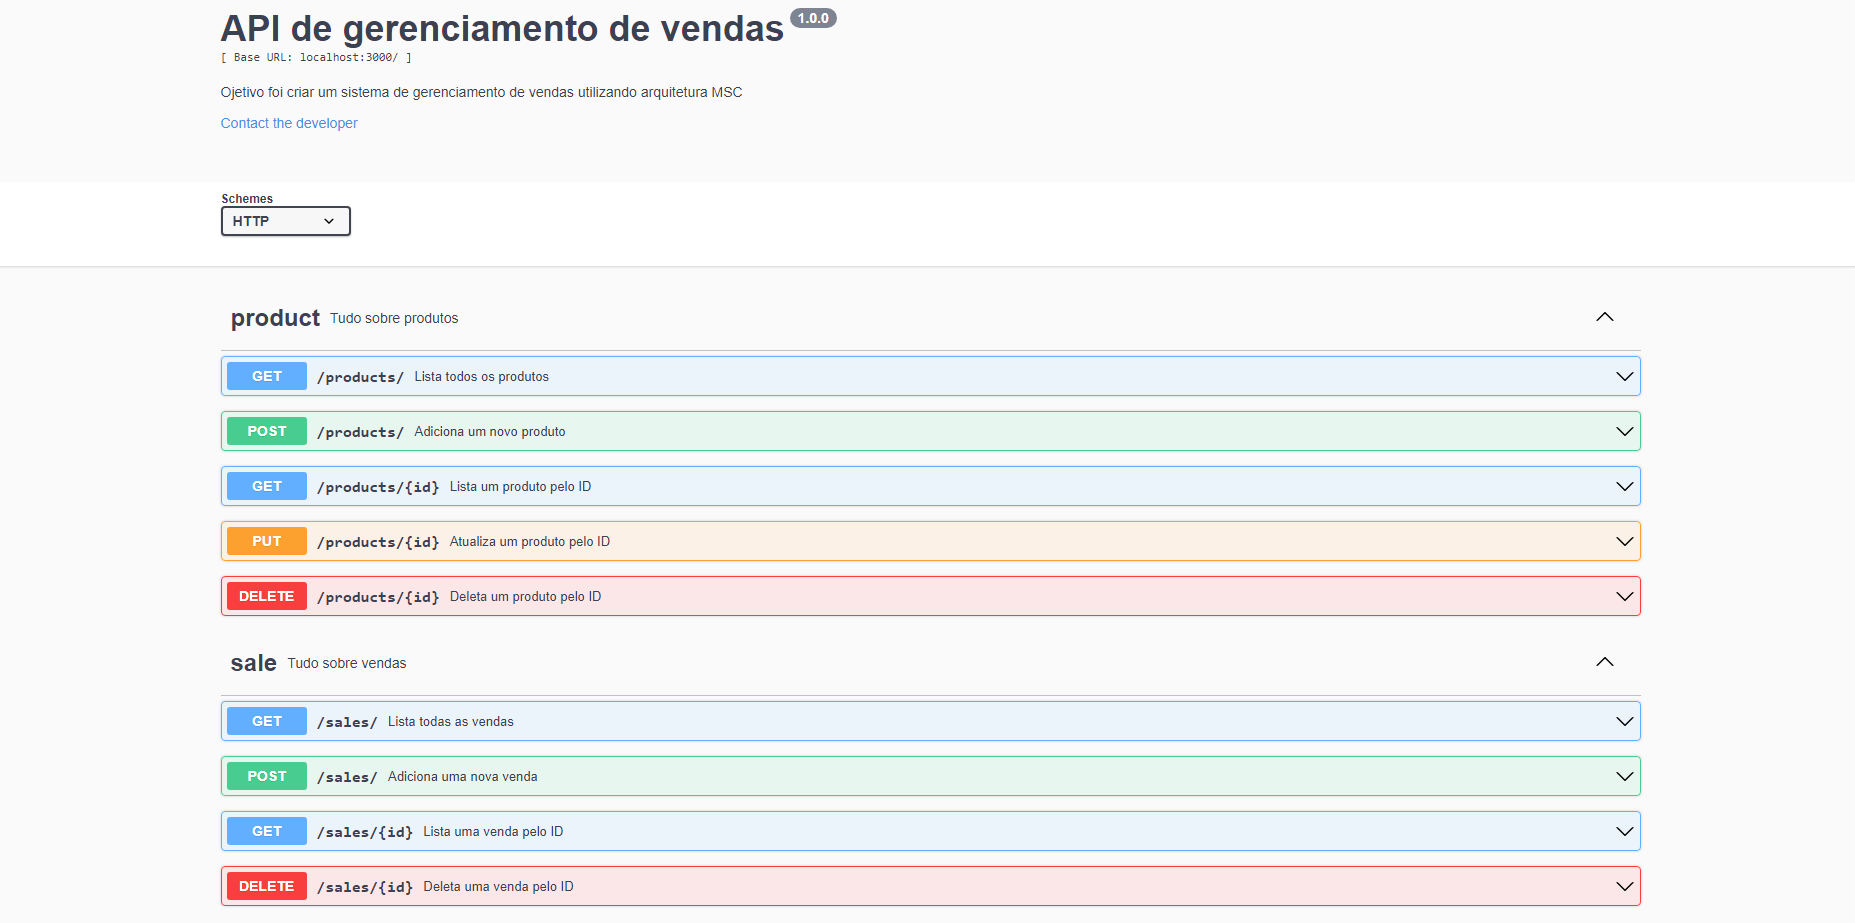 API de gerenciamento de vendas 1.0.0
[ Base URL: localhost:3000/ ]
Ojetivo foi criar um sistema de gerenciamento de vendas utilizando arquitetura MSC
Contact the developer
Schemes
HTTP
product Tudo sobre produtos
GET /products/ Lista todos os produtos
POST /products/ Adiciona um novo produto
GET /products/{id} Lista um produto pelo ID
PUT /products/{id} Atualiza um produto pelo ID
DELETE /products/{id} Deleta um produto pelo ID
sale Tudo sobre vendas
GET /sales/ Lista todas as vendas
POST /sales/ Adiciona uma nova venda
GET /sales/{id} Lista uma venda pelo ID
DELETE /sales/{id} Deleta uma venda pelo ID